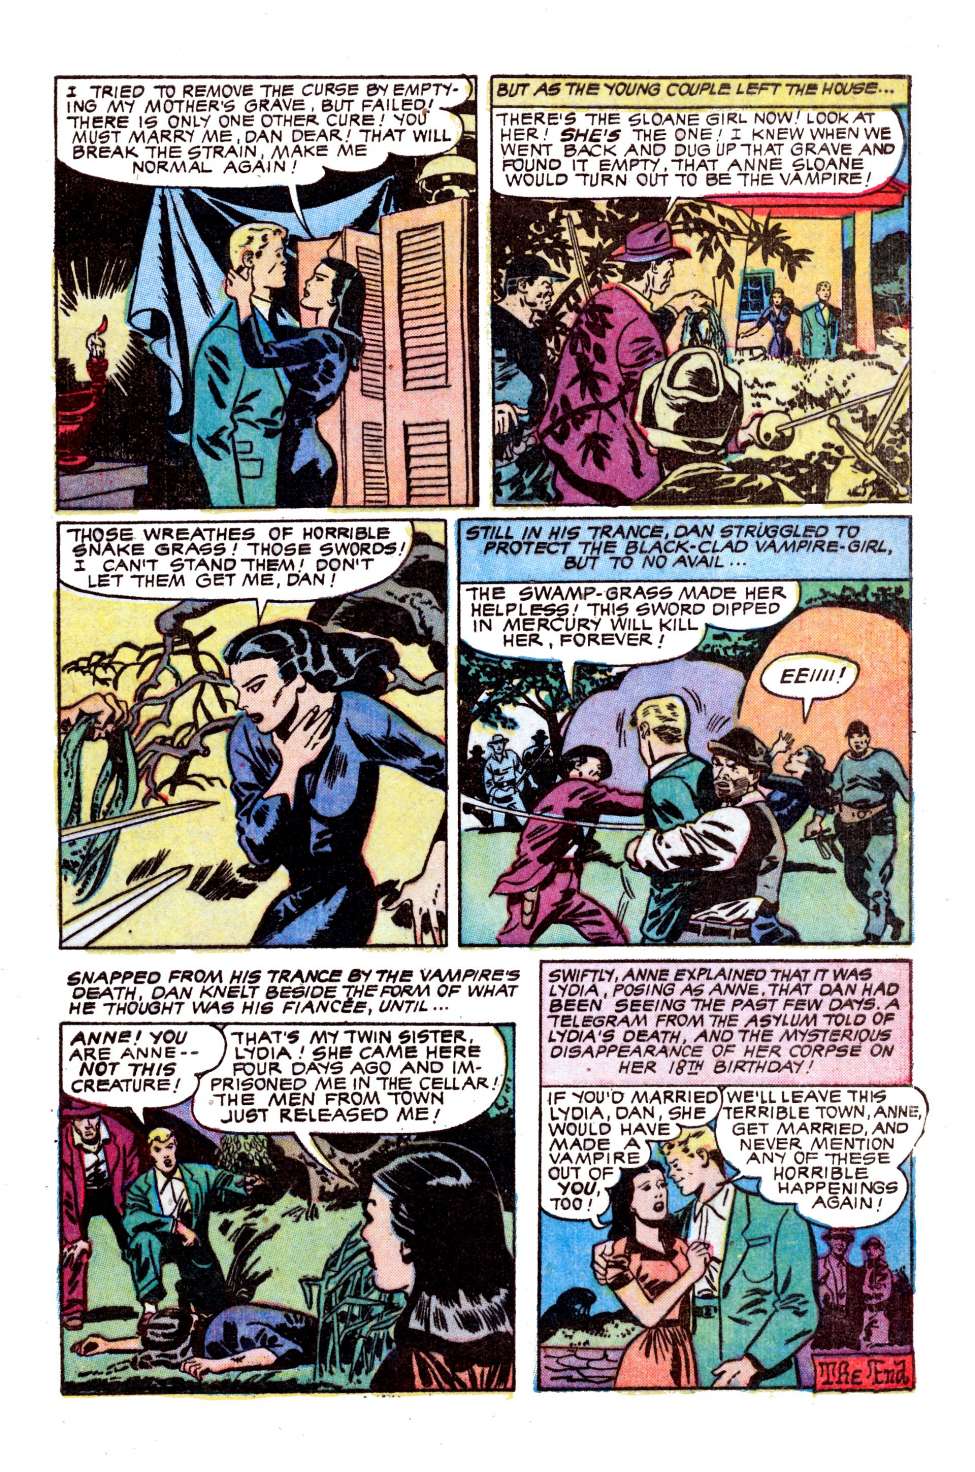 I TRIED TO REMOVE THE CURSE BY EMPTY-
ING MY MOTHER'S GRAVE, BUT FAILED!
THERE IS ONLY ONE OTHER CURE! YOU
MUST MARRY ME, DAN DEAR! THAT WILL
BREAK THE STRAIN, MAKE ME
NORMAL AGAIN!
BUT AS THE YOUNG COUPLE LEFT THE HOUSE...
THERE'S THE SLOANE GIRL NOW! LOOK AT
HER! SHE'S THE ONE! I KNEW WHEN WE
WENT BACK AND DUG UP THAT GRAVE AND
FOUND IT EMPTY, THAT ANNE SLOANE
WOULD TURN OUT TO BE THE VAMPIRE!
THOSE WREATHES OF HORRIBLE
SNAKE GRASS! THOSE SWORDS!
I CAN'T STAND THEM! DON'T
LET THEM GET ME, DAN!
STILL IN HIS TRANCE, DAN STRUGGLED TO
PROTECT THE BLACK-CLAD VAMPIRE-GIRL,
BUT TO NO AVAIL...
THE SWAMP-GRASS MADE HER
HELPLESS! THIS SWORD DIPPED
IN MERCURY WILL KILL
HER, FOREVER!
EEIIII!
SNAPPED FROM HIS TRANCE BY THE VAMPIRE'S
DEATH, DAN KNELT BESIDE THE FORM OF WHAT
HE THOUGHT WAS HIS FIANCÉE, UNTIL...
ANNE! YOU
ARE ANNE--
NOT THIS
CREATURE!
THAT'S MY TWIN SISTER,
LYDIA! SHE CAME HERE
FOUR DAYS AGO AND IM-
PRISONED ME IN THE CELLAR!
THE MEN FROM TOWN
JUST RELEASED ME!
SWIFTLY, ANNE EXPLAINED THAT IT WAS
LYDIA, POSING AS ANNE, THAT DAN HAD
BEEN SEEING THE PAST FEW DAYS. A
TELEGRAM FROM THE ASYLUM TOLD OF
LYDIA'S DEATH, AND THE MYSTERIOUS
DISAPPEARANCE OF HER CORPSE ON
HER 18TH BIRTHDAY!
IF YOU'D MARRIED
LYDIA, DAN, SHE
WOULD HAVE
MADE A
VAMPIRE
OUT OF
YOU,
TOO!
WE'LL LEAVE THIS
TERRIBLE TOWN, ANNE,
GET MARRIED, AND
NEVER MENTION
ANY OF THESE
HORRIBLE
HAPPENINGS
AGAIN!
THE END